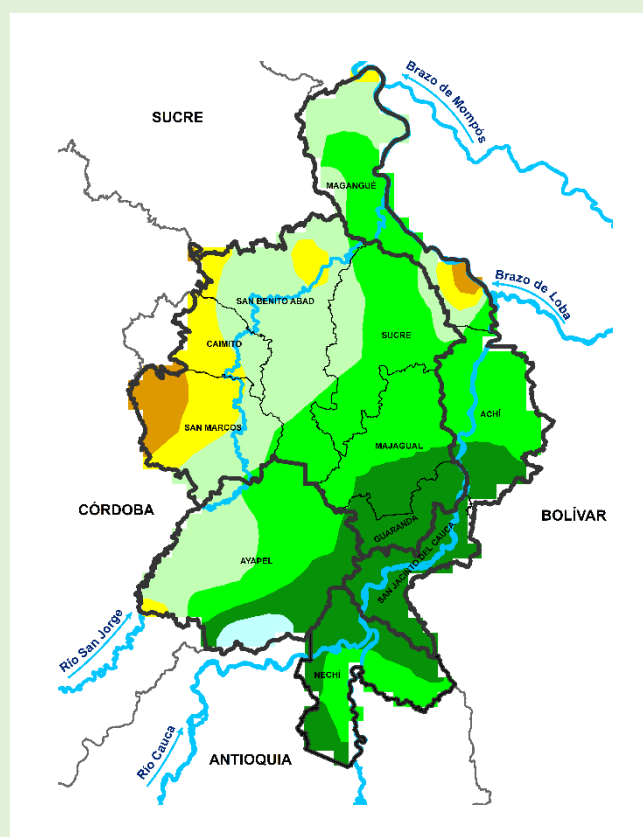 SUCRE
Brazo de Mompós
MAGANGUÉ
SAN BENITO ABAD
Brazo de Loba
SUCRE
CAIMITO
ACHÍ
SAN MARCOS
MAJAGUAL
CÓRDOBA
BOLÍVAR
GUARANDA
AYAPEL
SAN JACINTO DEL CAUCA
Río San Jorge
NECHÍ
Río Cauca
ANTIOQUIA